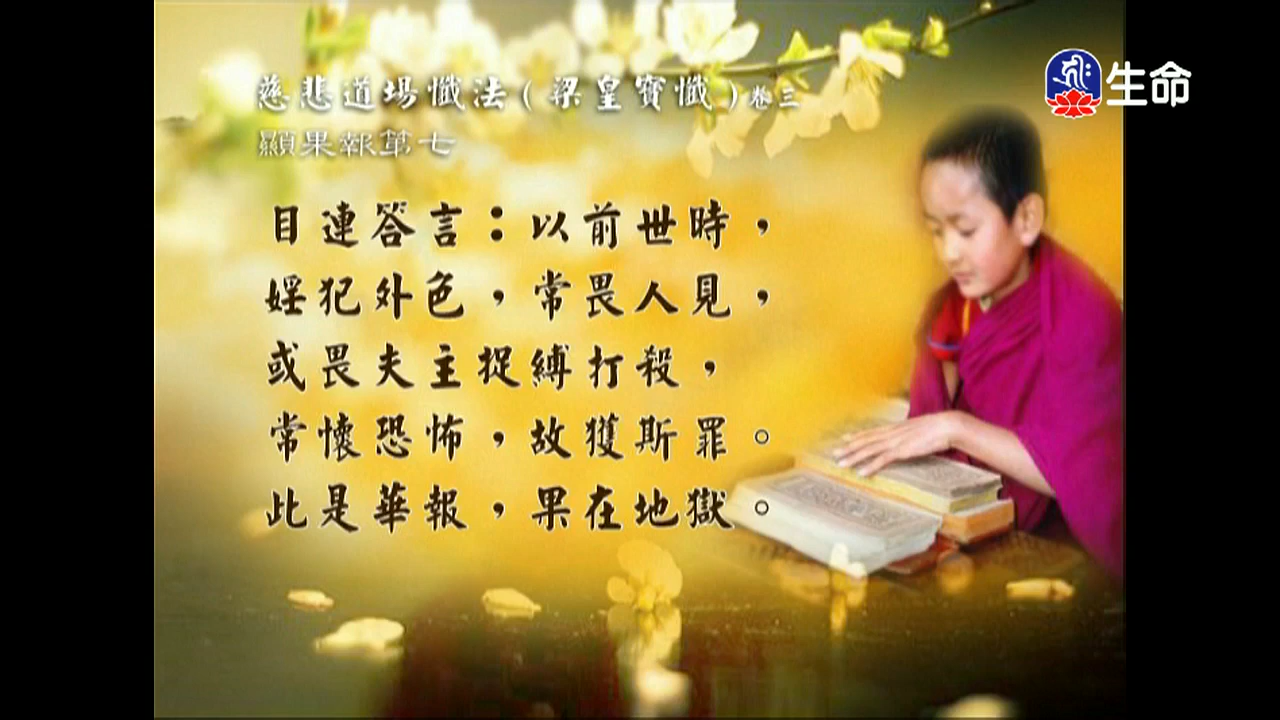 慈悲道場懺法(梁皇寶懺)卷三
生命
顯果報第七
目連答言：以前世時，
婬犯外色，常畏人見，
或畏夫主捉縛打殺，
常懷恐怖，故獲斯罪。
此是華報，果在地獄。